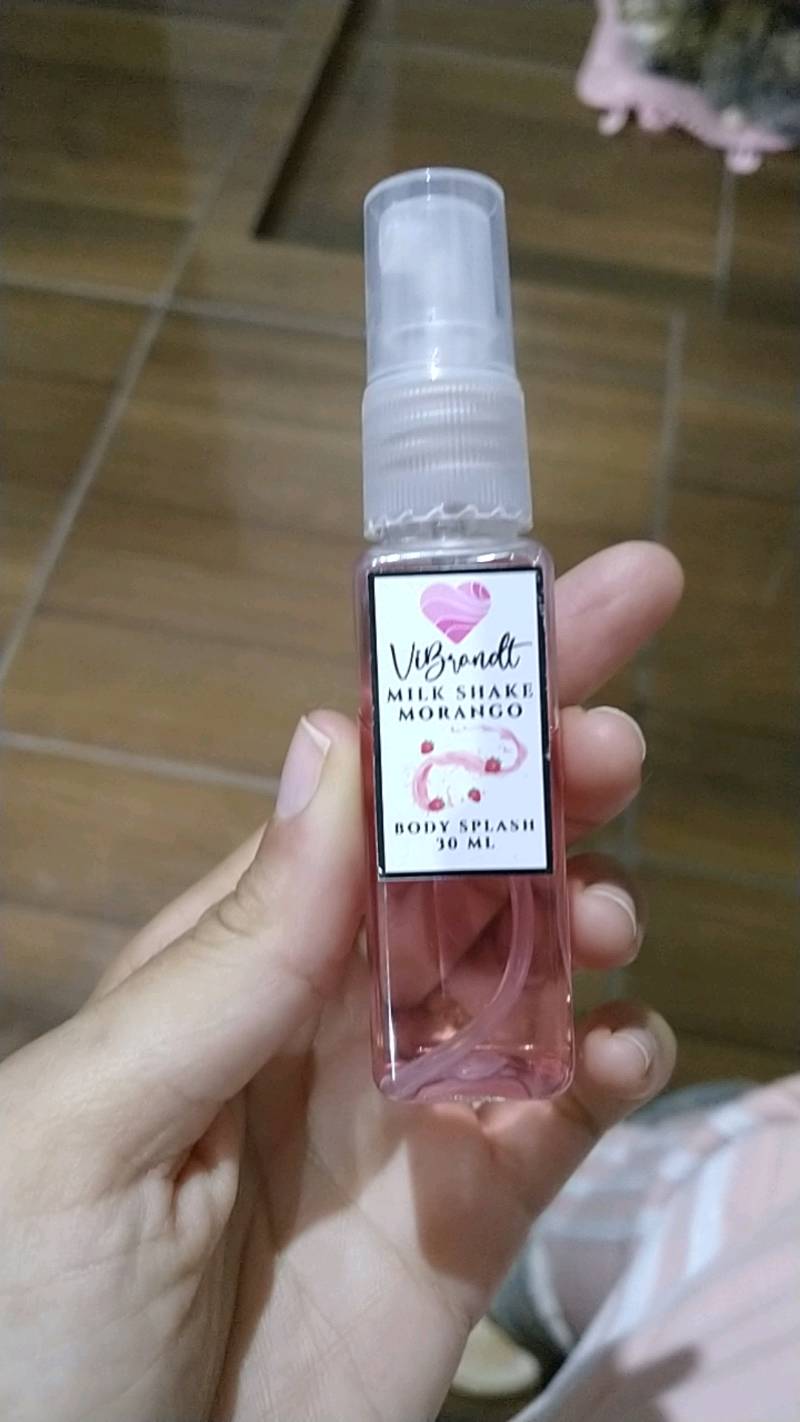 ViBrandt
MILK SHAKE
MORANGO
BODY SPLASH
30 ML